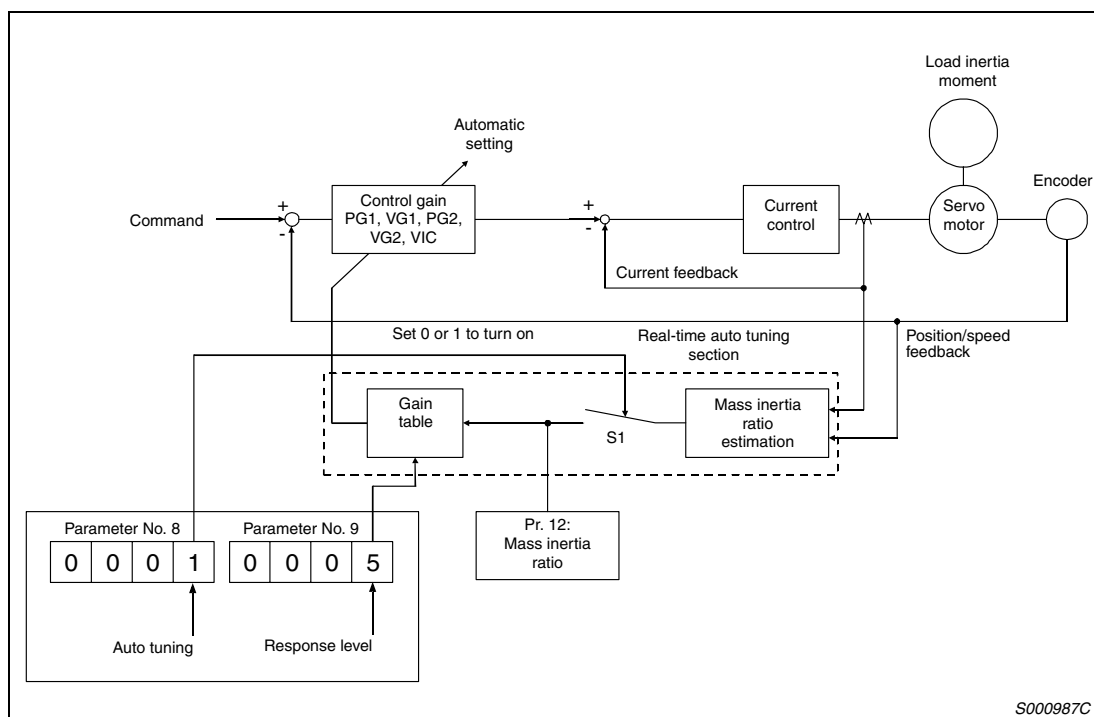 Load inertia
moment
Automatic
setting
Encoder
Command
+
-
Control gain
PG1, VG1, PG2,
VG2, VIC
+
-
Current
control
Servo
motor
Current feedback
Set 0 or 1 to turn on
Real-time auto tuning
section
Position/speed
feedback
Gain
table
S1
Mass inertia
ratio
estimation
Parameter No. 8
Parameter No. 9
0 0 0 1
0 0 0 5
Pr. 12:
Mass inertia
ratio
Auto tuning
Response level
S000987C